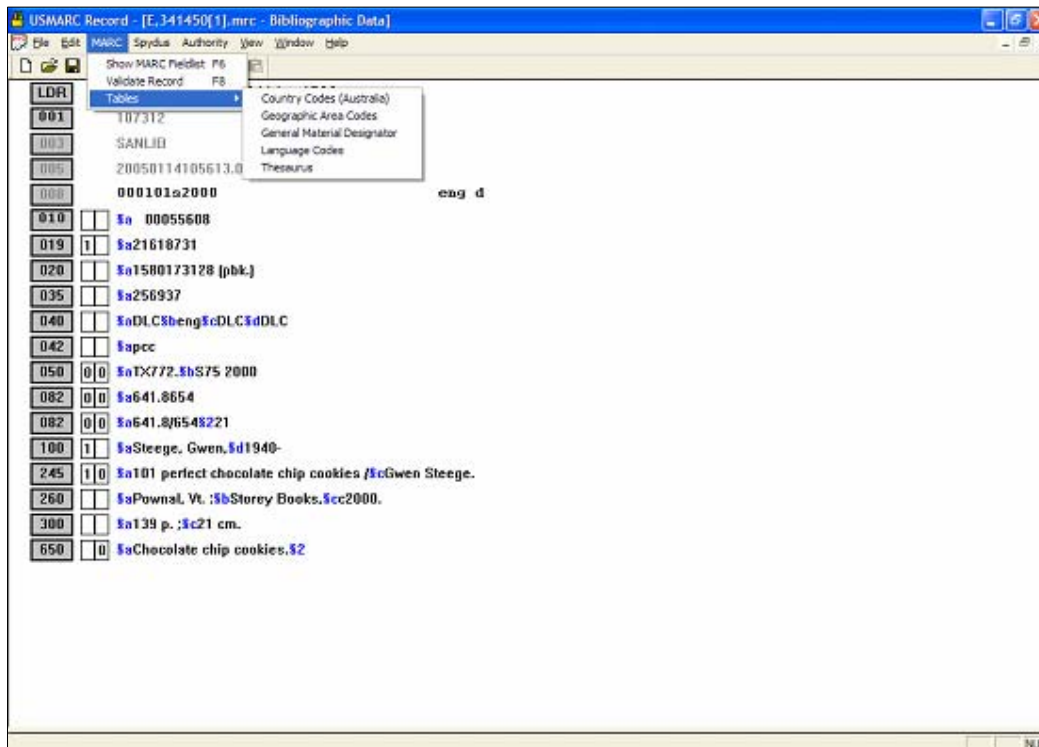 USMARC Record - [E,341450[1].mrc - Bibliographic Data]
File Edit MARC Spydus Authority View Window Help
Show MARC Fieldlist F6
Validate Record F8
Tables
Country Codes (Australia)
Geographic Area Codes
General Material Designator
Language Codes
Thesaurus
LDR
001 107312
003 SANLIB
005 20050114105613.0
008 000101s2000 eng d
010 $a 00055608
019 1 $a21618731
020 $a1580173128 (pbk.)
035 $a256937
040 $aDLC$beng$cDLC$dDLC
042 $apcc
050 0 0 $aTX772.$bS75 2000
082 0 0 $a641.8654
082 0 0 $a641.8/654$221
100 1 $aSteege, Gwen,$d1940-
245 1 0 $a101 perfect chocolate chip cookies /$cGwen Steege.
260 $aPownal, Vt. :$bStorey Books,$cc2000.
300 $a139 p. ;$c21 cm.
650 0 $aChocolate chip cookies.$2